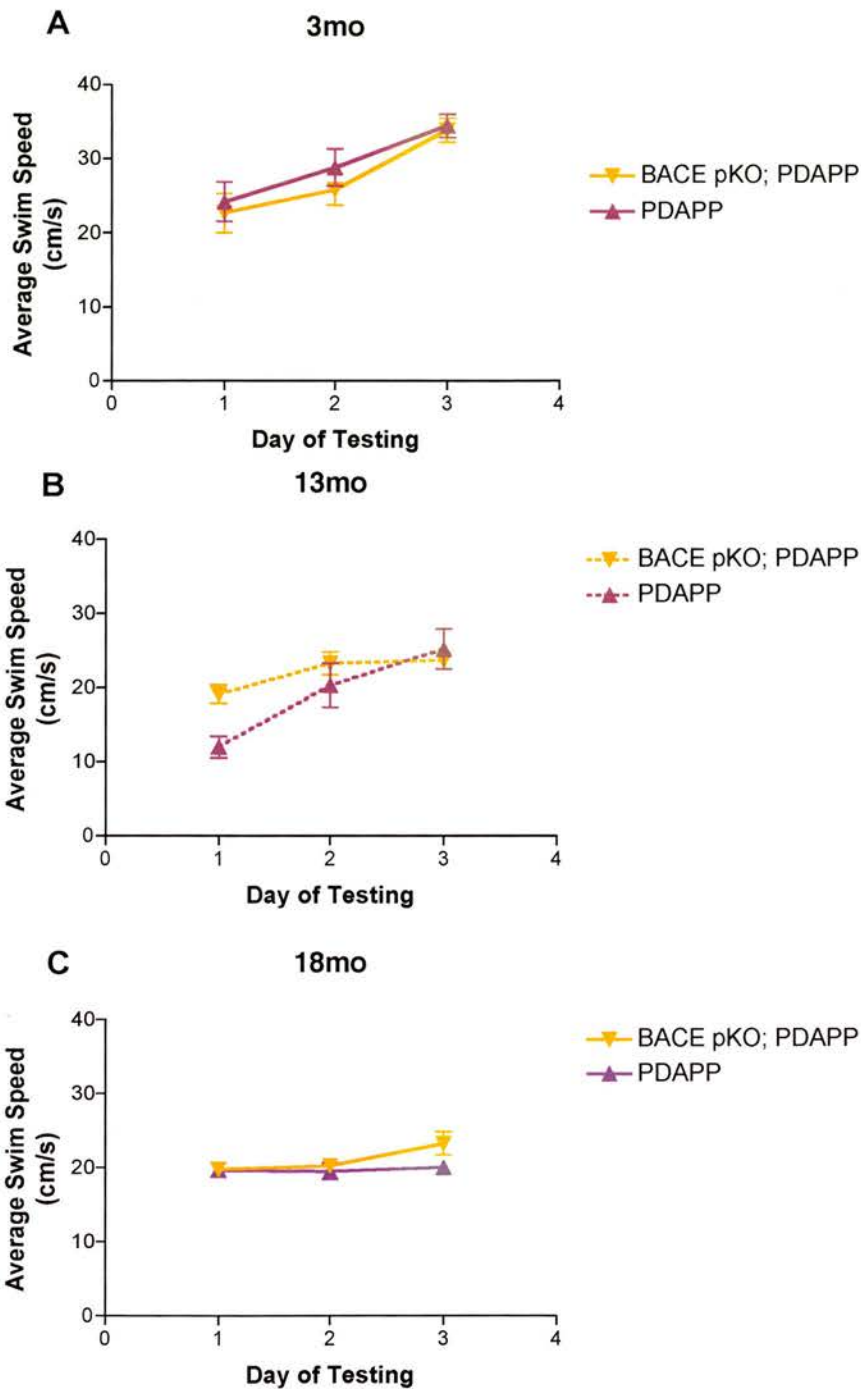 A
3mo
40
30
20
10
0
Average Swim Speed
(cm/s)
0 1 2 3 4
Day of Testing
BACE pKO; PDAPP
PDAPP
B
13mo
40
30
20
10
0
Average Swim Speed
(cm/s)
0 1 2 3 4
Day of Testing
BACE pKO; PDAPP
PDAPP
C
18mo
40
30
20
10
0
Average Swim Speed
(cm/s)
0 1 2 3 4
Day of Testing
BACE pKO; PDAPP
PDAPP